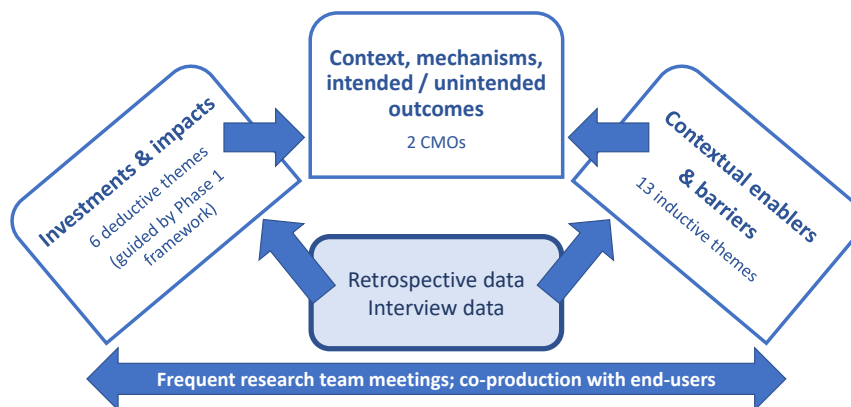 Context, mechanisms,
intended / unintended
outcomes
2 CMOs
Investments & impacts
6 deductive themes
(guided by Phase 1
framework)
Contextual enablers
& barriers
13 inductive themes
Retrospective data
Interview data
Frequent research team meetings; co-production with end-users